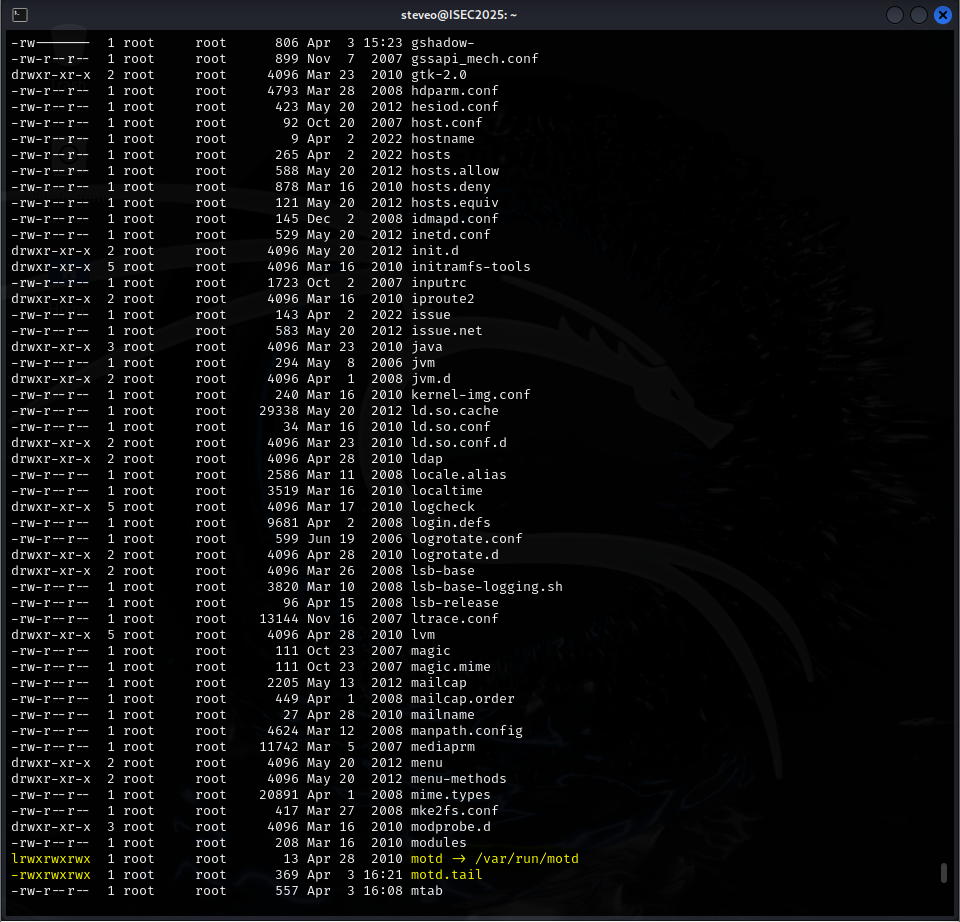 steveo@ISEC2025: ~
-rw------- 1 root root 806 Apr 3 15:23 gshadow-
-rw-r--r-- 1 root root 899 Nov 7 2007 gssapi_mech.conf
drwxr-xr-x 2 root root 4096 Mar 23 2010 gtk-2.0
-rw-r--r-- 1 root root 4793 Mar 28 2008 hdparm.conf
-rw-r--r-- 1 root root 423 May 20 2012 hesiod.conf
-rw-r--r-- 1 root root 92 Oct 20 2007 host.conf
-rw-r--r-- 1 root root 9 Apr 2 2022 hostname
-rw-r--r-- 1 root root 265 Apr 2 2022 hosts
-rw-r--r-- 1 root root 588 May 20 2012 hosts.allow
-rw-r--r-- 1 root root 878 Mar 16 2010 hosts.deny
-rw-r--r-- 1 root root 121 May 20 2012 hosts.equiv
-rw-r--r-- 1 root root 145 Dec 2 2008 idmapd.conf
-rw-r--r-- 1 root root 529 May 20 2012 inetd.conf
drwxr-xr-x 2 root root 4096 May 20 2012 init.d
drwxr-xr-x 5 root root 4096 Mar 16 2010 initramfs-tools
-rw-r--r-- 1 root root 1723 Oct 2 2007 inputrc
drwxr-xr-x 2 root root 4096 Mar 16 2010 iproute2
-rw-r--r-- 1 root root 143 Apr 2 2022 issue
-rw-r--r-- 1 root root 583 May 20 2012 issue.net
drwxr-xr-x 3 root root 4096 Mar 23 2010 java
-rw-r--r-- 1 root root 294 May 8 2006 jvm
drwxr-xr-x 2 root root 4096 Apr 1 2008 jvm.d
-rw-r--r-- 1 root root 240 Mar 16 2010 kernel-img.conf
-rw-r--r-- 1 root root 29338 May 20 2012 ld.so.cache
-rw-r--r-- 1 root root 34 Mar 16 2010 ld.so.conf
drwxr-xr-x 2 root root 4096 Mar 23 2010 ld.so.conf.d
drwxr-xr-x 2 root root 4096 Apr 28 2010 ldap
-rw-r--r-- 1 root root 2586 Mar 11 2008 locale.alias
-rw-r--r-- 1 root root 3519 Mar 16 2010 localtime
drwxr-xr-x 5 root root 4096 Mar 17 2010 logcheck
-rw-r--r-- 1 root root 9681 Apr 2 2008 login.defs
-rw-r--r-- 1 root root 599 Jun 19 2006 logrotate.conf
drwxr-xr-x 2 root root 4096 Apr 28 2010 logrotate.d
drwxr-xr-x 2 root root 4096 Mar 26 2008 lsb-base
-rw-r--r-- 1 root root 3820 Mar 10 2008 lsb-base-logging.sh
-rw-r--r-- 1 root root 96 Apr 15 2008 lsb-release
-rw-r--r-- 1 root root 13144 Nov 16 2007 ltrace.conf
drwxr-xr-x 5 root root 4096 Apr 28 2010 lvm
-rw-r--r-- 1 root root 111 Oct 23 2007 magic
-rw-r--r-- 1 root root 111 Oct 23 2007 magic.mime
-rw-r--r-- 1 root root 2205 May 13 2012 mailcap
-rw-r--r-- 1 root root 449 Apr 1 2008 mailcap.order
-rw-r--r-- 1 root root 27 Apr 28 2010 mailname
-rw-r--r-- 1 root root 4624 Mar 12 2008 manpath.config
-rw-r--r-- 1 root root 11742 Mar 5 2007 mediaprm
drwxr-xr-x 2 root root 4096 May 20 2012 menu
drwxr-xr-x 2 root root 4096 May 20 2012 menu-methods
-rw-r--r-- 1 root root 20891 Apr 1 2008 mime.types
-rw-r--r-- 1 root root 417 Mar 27 2008 mke2fs.conf
drwxr-xr-x 3 root root 4096 Mar 16 2010 modprobe.d
-rw-r--r-- 1 root root 208 Mar 16 2010 modules
lrwxrwxrwx 1 root root 13 Apr 28 2010 motd -> /var/run/motd
-rwxrwxrwx 1 root root 369 Apr 3 16:21 motd.tail
-rw-r--r-- 1 root root 557 Apr 3 16:08 mtab